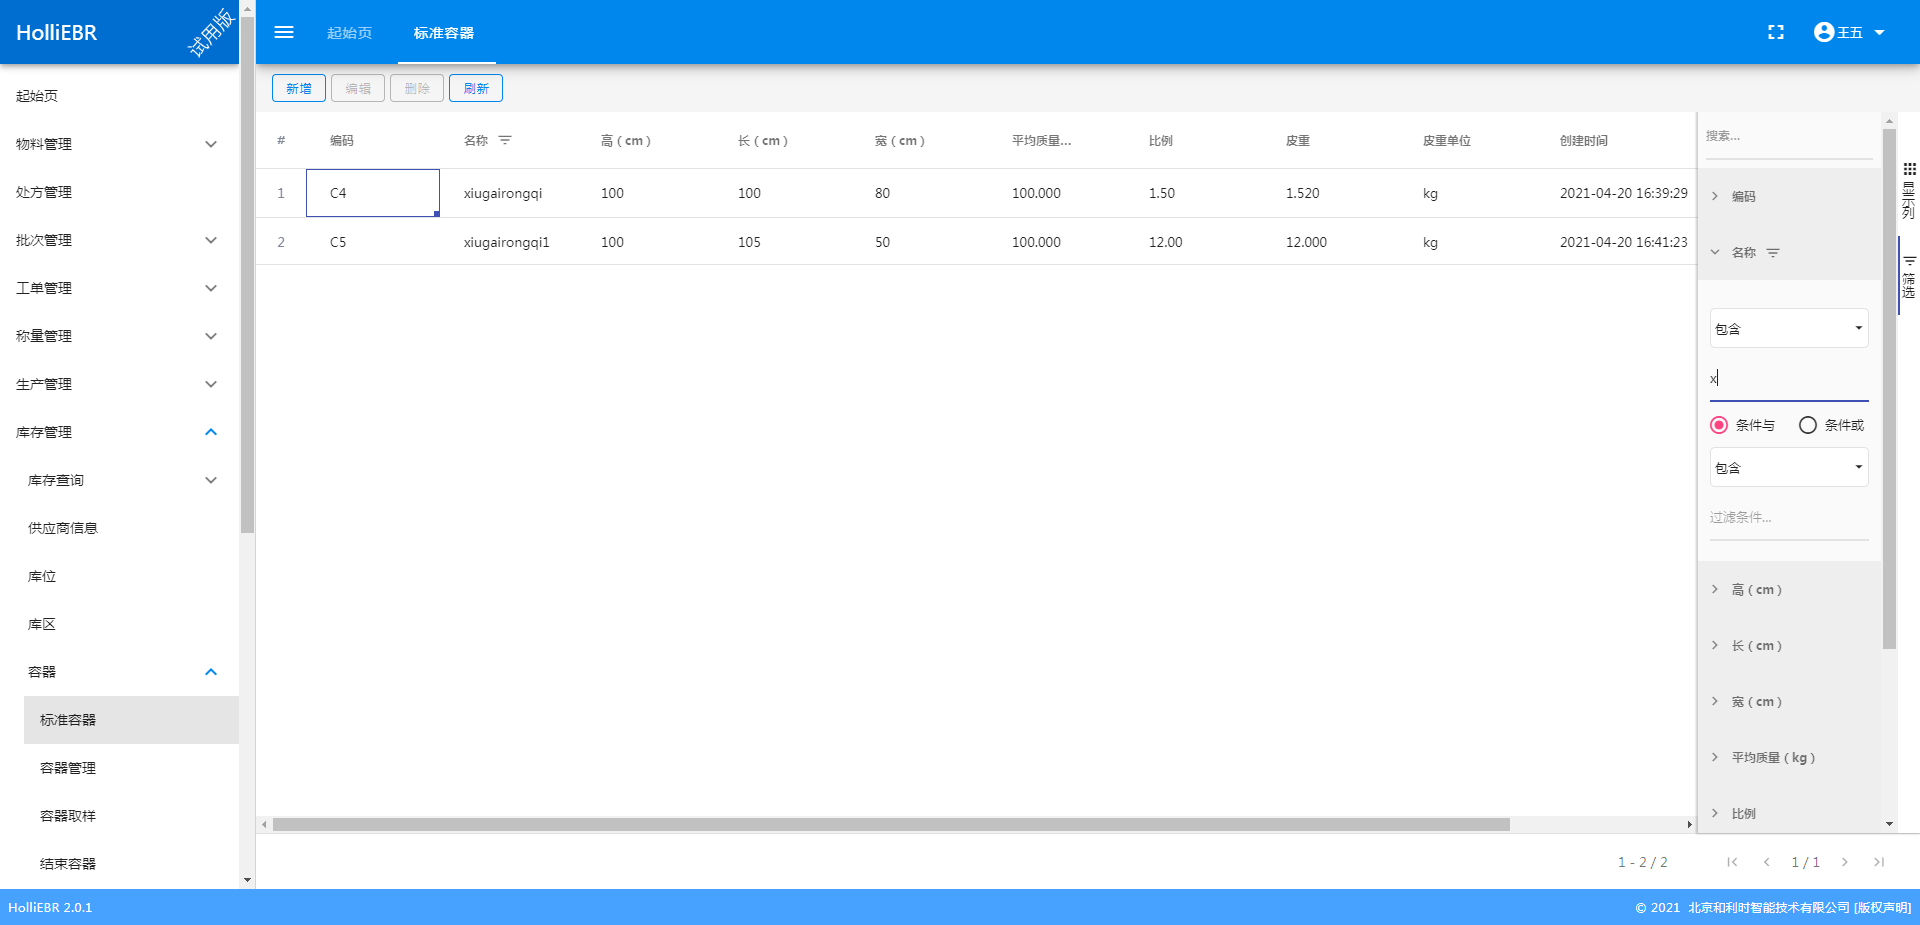 HolliEBR
试用版
起始页
标准容器
王五
起始页
物料管理
处方管理
批次管理
工单管理
称量管理
生产管理
库存管理
库存查询
供应商信息
库位
库区
容器
标准容器
容器管理
容器取样
结束容器
新增 编辑 删除 刷新
# 编码 名称 高（cm） 长（cm） 宽（cm） 平均质量... 比例 皮重 皮重单位 创建时间
1 C4 xiugairongqi 100 100 80 100.000 1.50 1.520 kg 2021-04-20 16:39:29
2 C5 xiugairongqi1 100 105 50 100.000 12.00 12.000 kg 2021-04-20 16:41:23
搜索...
编码
名称
包含
x
条件与 条件或
包含
过滤条件...
高（cm）
长（cm）
宽（cm）
平均质量（kg）
比例
显示列
筛选
1 - 2 / 2
1 / 1
HolliEBR 2.0.1
© 2021 北京和利时智能技术有限公司 [版权声明]